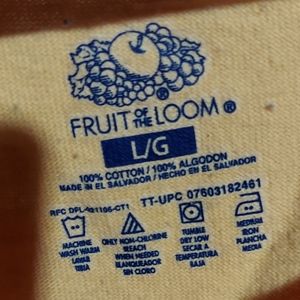 FRUIT OF THE LOOM ®
L/G
100% COTTON / 100% ALGODON
MADE IN EL SALVADOR / HECHO EN EL SALVADOR
TT-UPC 07603182461
MACHINE WASH WARM
LAVAR TIBIA
ONLY NON-CHLORINE BLEACH WHEN NEEDED
BLANQUEADOR SIN CLORO
TUMBLE DRY LOW
SECAR A TEMPERATURA BAJA
MEDIUM IRON
PLANCHA MEDIA